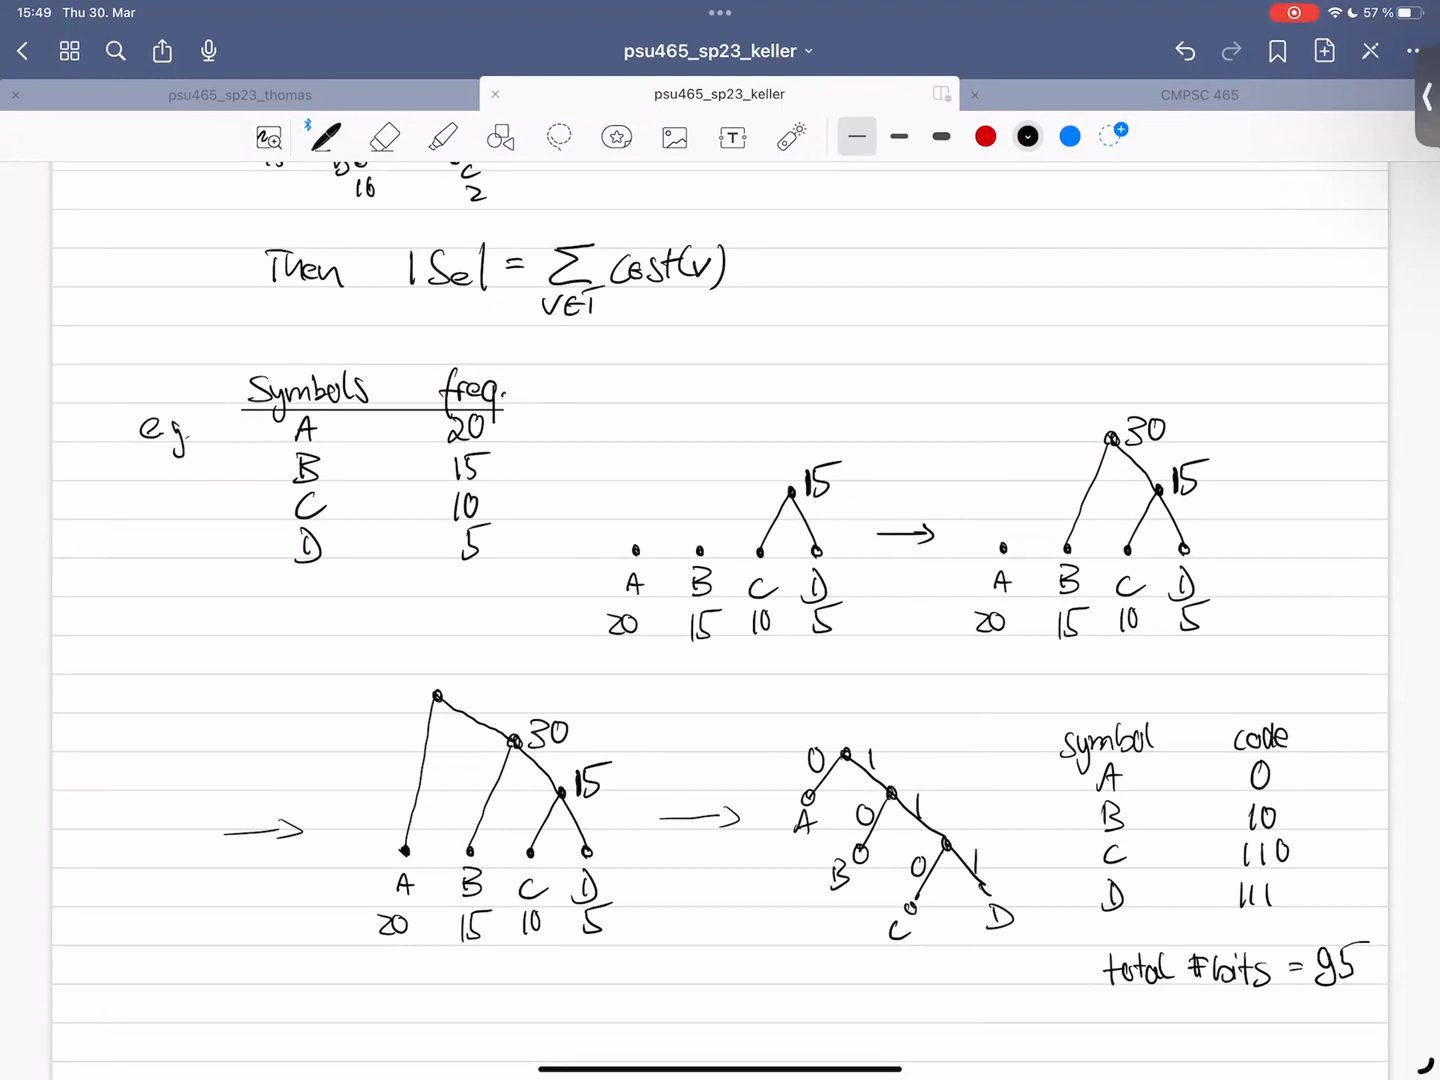 15:49 Thu 30. Mar
57 %
psu465_sp23_keller
psu465_sp23_thomas
psu465_sp23_keller
CMPSC 465
16
C
2
Then |Se| = ∑ cost(v)
v∈T
Symbols freq.
e.g. A 20
B 15
C 10
D 5
15
A B C D
20 15 10 5
→
30
15
A B C D
20 15 10 5
→
30
15
A B C D
20 15 10 5
→
0 1
A 0 1
B 0 1
C D
symbol code
A 0
B 10
C 110
D 111
total #bits = 95